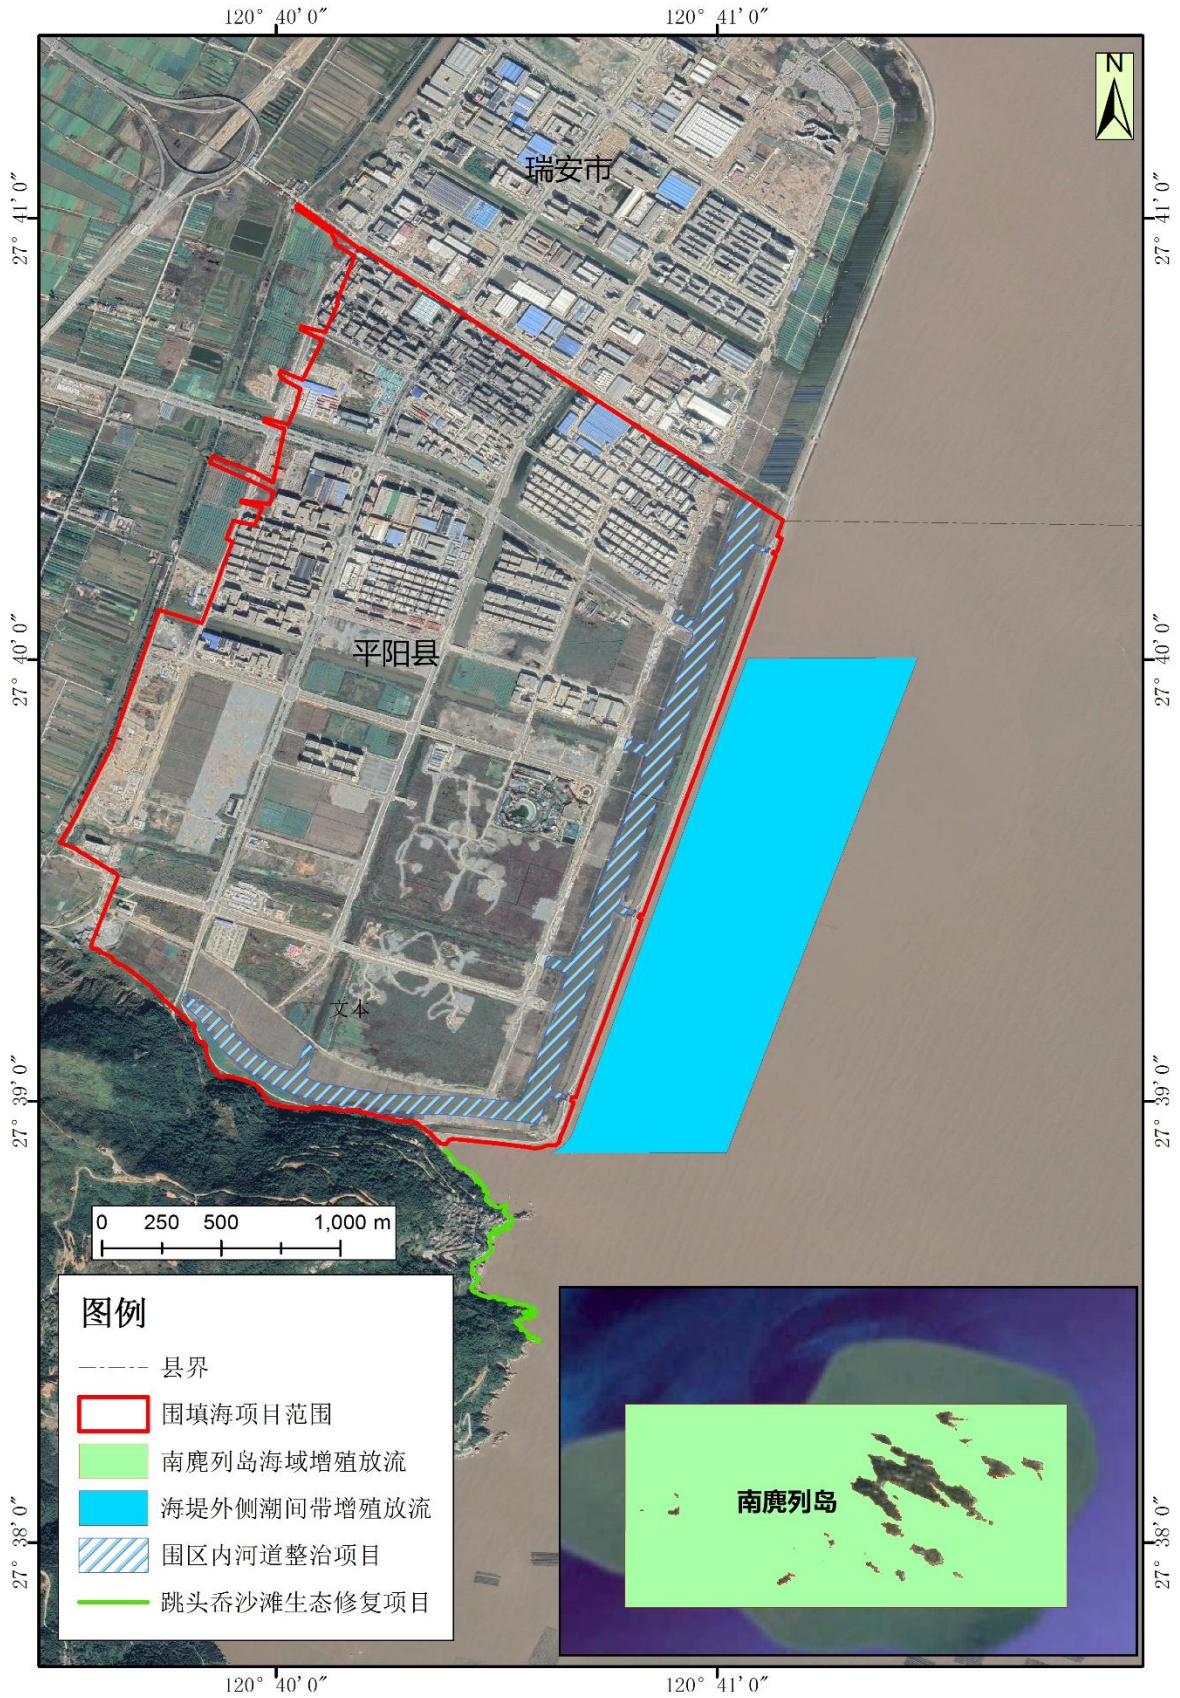 120° 40′ 0″
120° 41′ 0″
N
瑞安市
27° 41′ 0″
27° 41′ 0″
平阳县
27° 40′ 0″
27° 40′ 0″
文本
27° 39′ 0″
27° 39′ 0″
0 250 500 1,000 m
图例
县界
围填海项目范围
南麂列岛海域增殖放流
海堤外侧潮间带增殖放流
围区内河道整治项目
跳头岙沙滩生态修复项目
南麂列岛
27° 38′ 0″
27° 38′ 0″
120° 40′ 0″
120° 41′ 0″